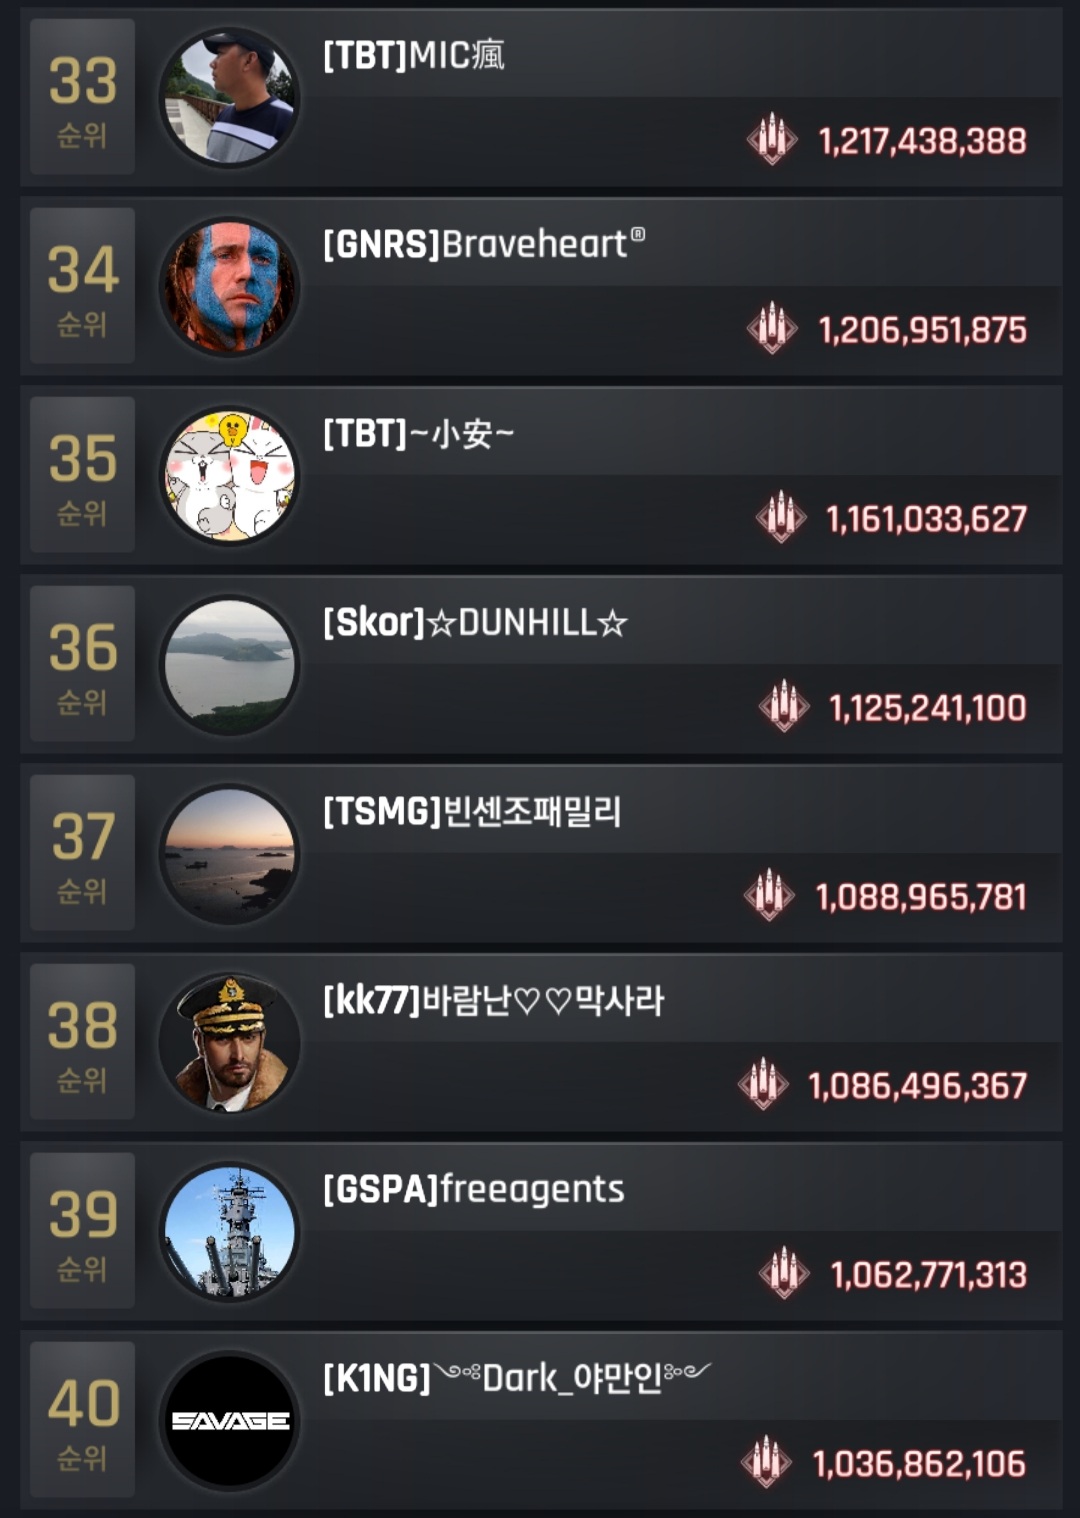 33
순위
[TBT]MIC瘋
1,217,438,388
34
순위
[GNRS]Braveheart®
1,206,951,875
35
순위
[TBT]~小安~
1,161,033,627
36
순위
[Skor]☆DUNHILL☆
1,125,241,100
37
순위
[TSMG]빈센조패밀리
1,088,965,781
38
순위
[kk77]바람난♡♡막사라
1,086,496,367
39
순위
[GSPA]freeagents
1,062,771,313
40
순위
SAVAGE
[K1NG]༺Dark_야만인༻
1,036,862,106